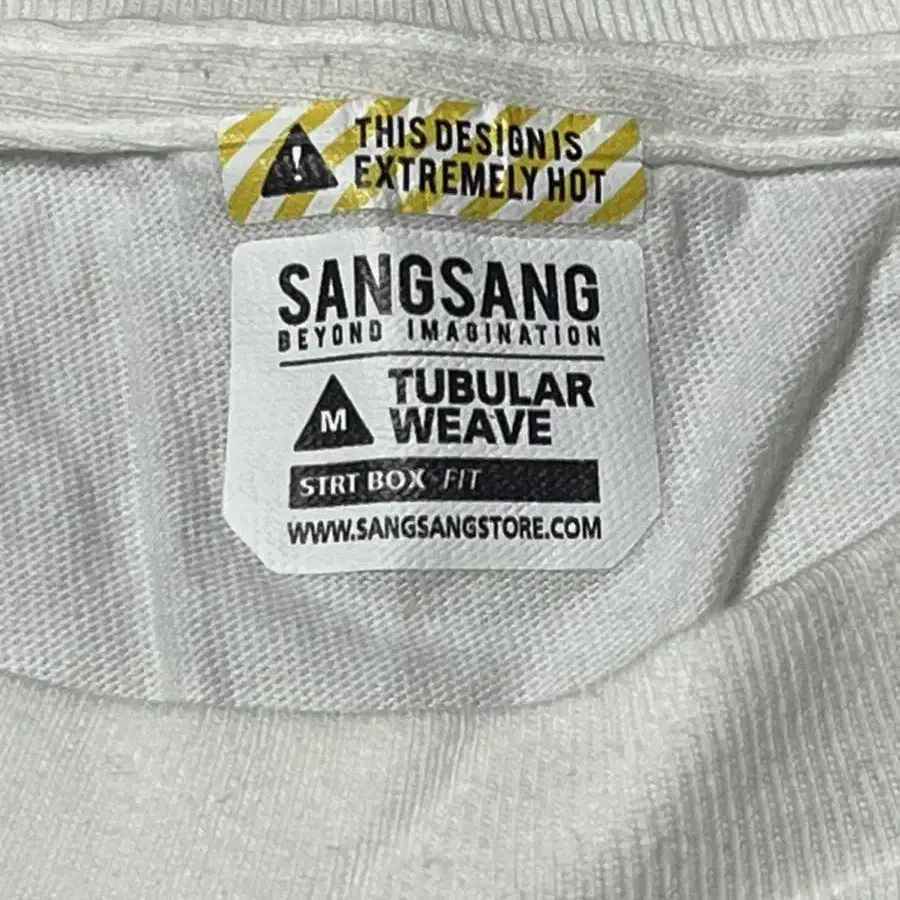 THIS DESIGN IS
EXTREMELY HOT
SANGSANG
BEYOND IMAGINATION
M
TUBULAR
WEAVE
STRT BOX FIT
WWW.SANGSANGSTORE.COM